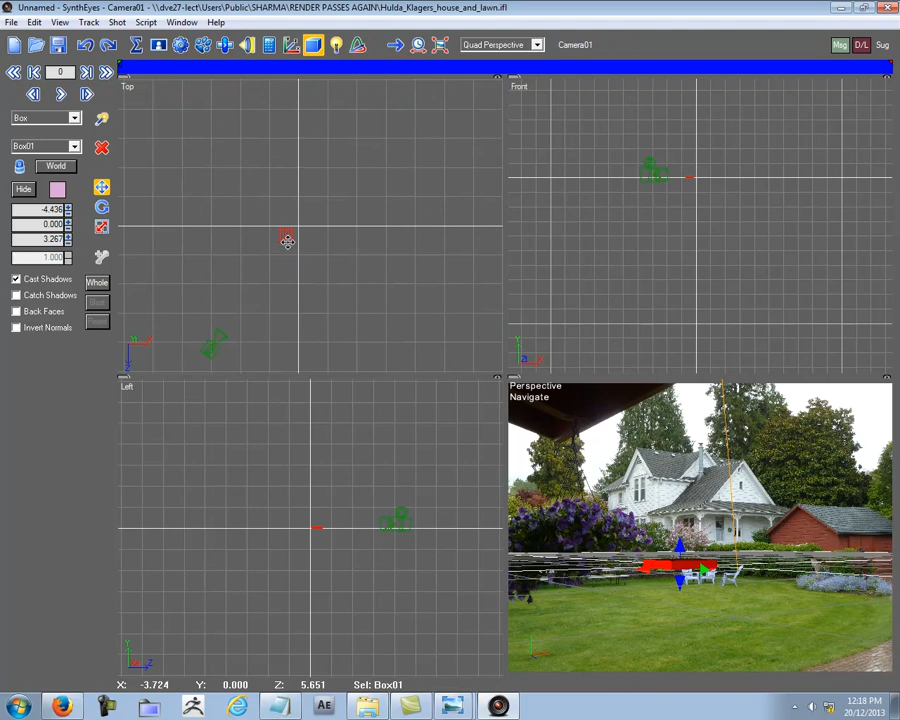 Unnamed - SynthEyes - Camera01 - \\dve27-lect\Users\Public\SHARMA\RENDER PASSES AGAIN\Hulda_Klagers_house_and_lawn.ifl
File Edit View Track Shot Script Window Help
Quad Perspective Camera01 Msg D/L Sug
0
Top
Front
Box
Box01
World
Hide
-4.436
0.000
3.267
1.000
Cast Shadows Whole
Catch Shadows
Back Faces
Invert Normals
X
Z
Y
X
Left
Perspective
Navigate
Y
Z
X: -3.724 Y: 0.000 Z: 5.651 Sel: Box01
Ae
12:18 PM
20/12/2013